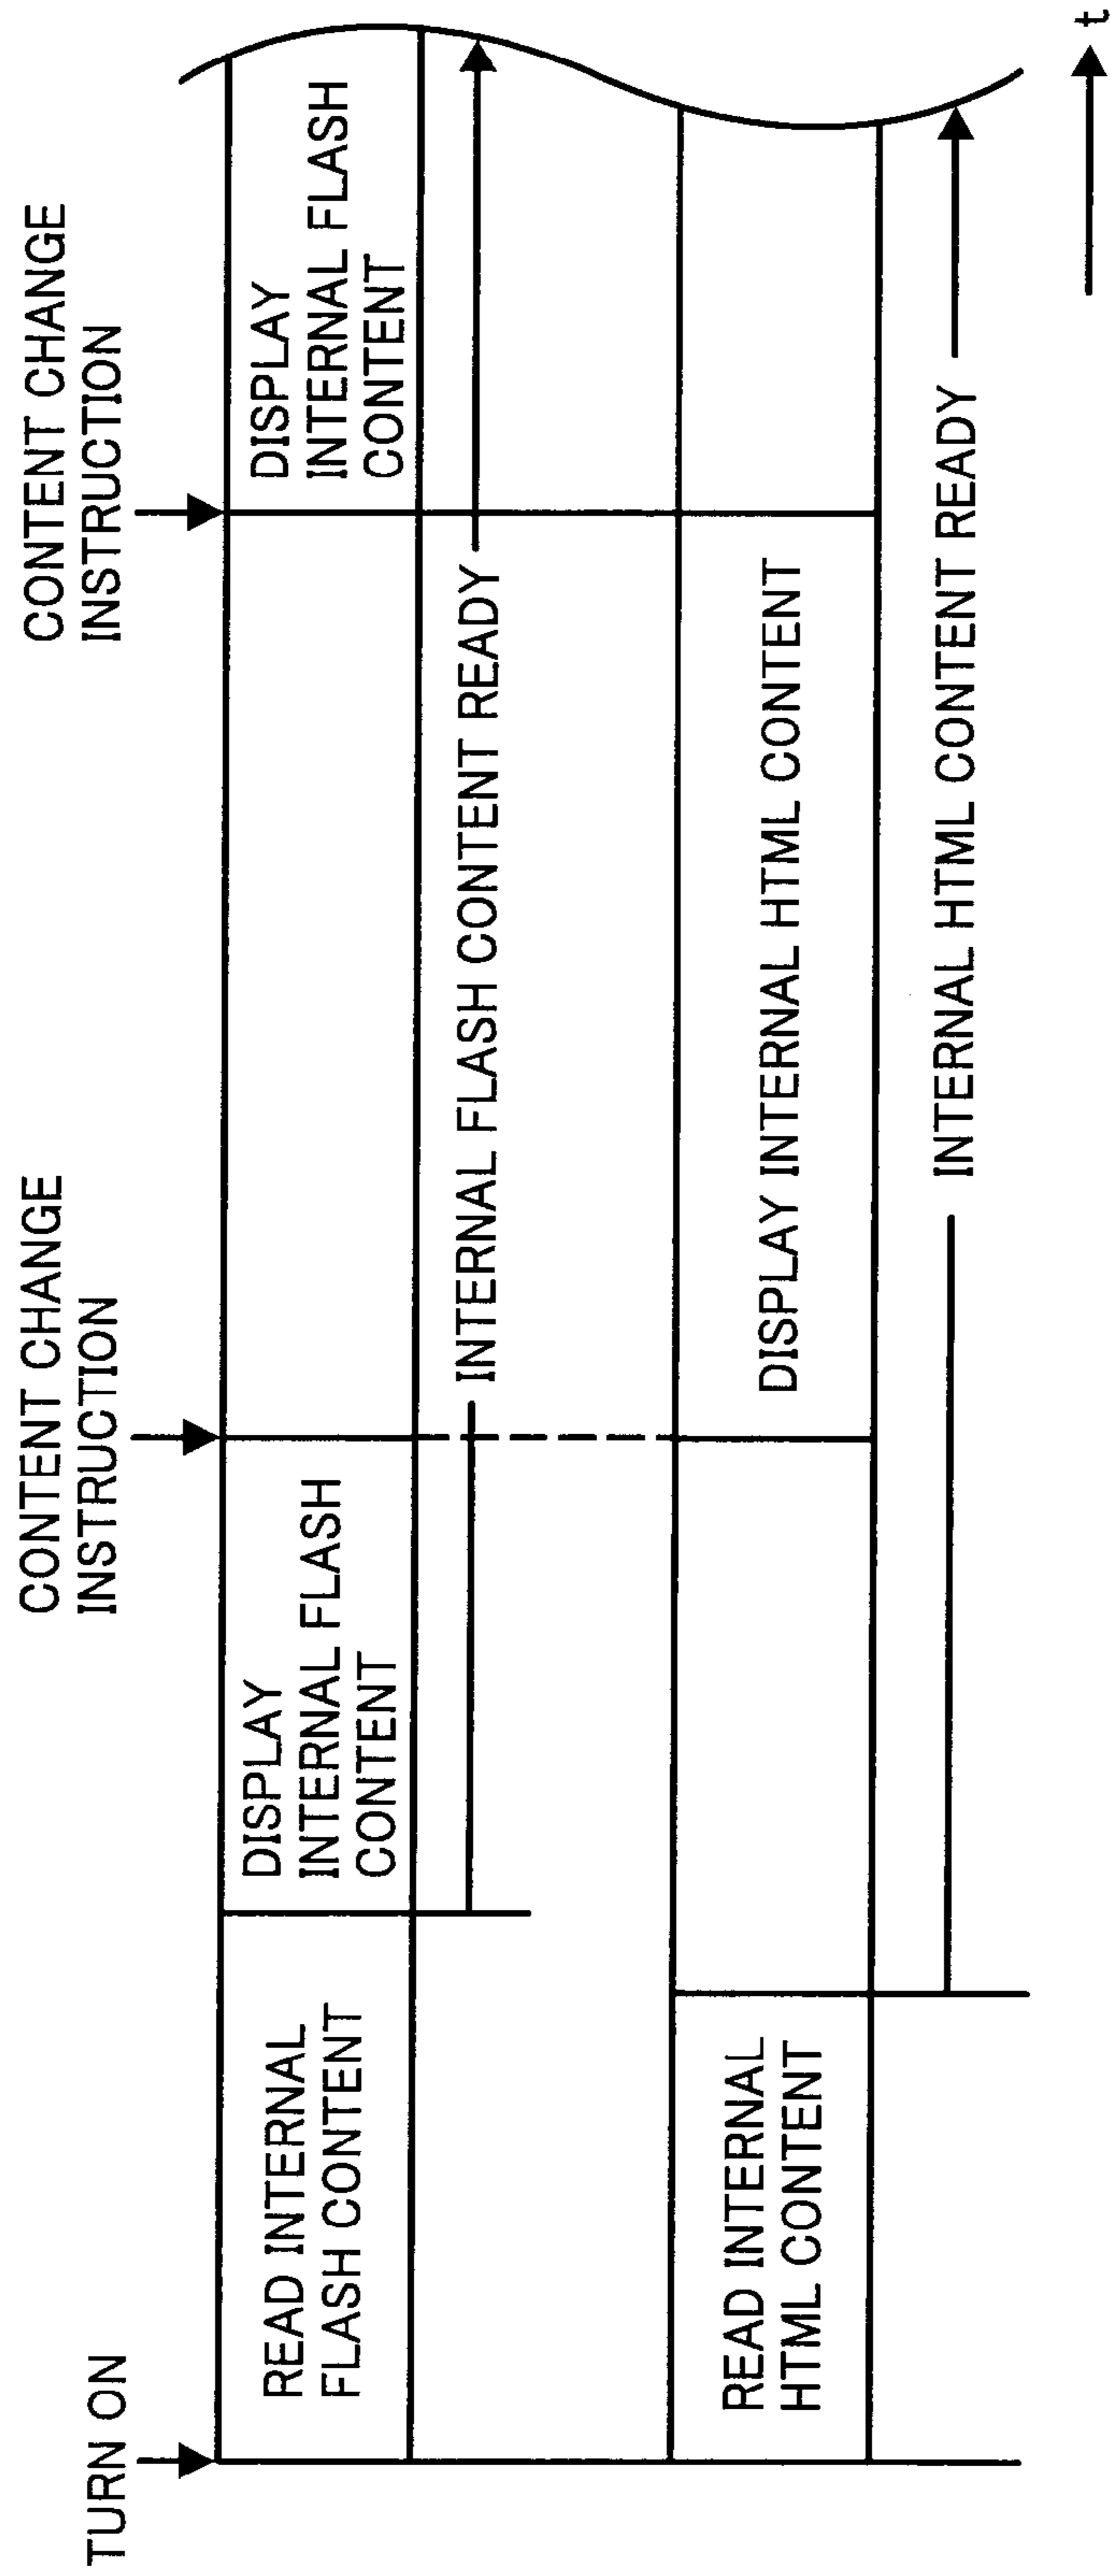 TURN ON
CONTENT CHANGE
INSTRUCTION
CONTENT CHANGE
INSTRUCTION
READ INTERNAL
FLASH CONTENT
DISPLAY
INTERNAL FLASH
CONTENT
DISPLAY
INTERNAL FLASH
CONTENT
INTERNAL FLASH CONTENT READY
READ INTERNAL
HTML CONTENT
DISPLAY INTERNAL HTML CONTENT
INTERNAL HTML CONTENT READY
t